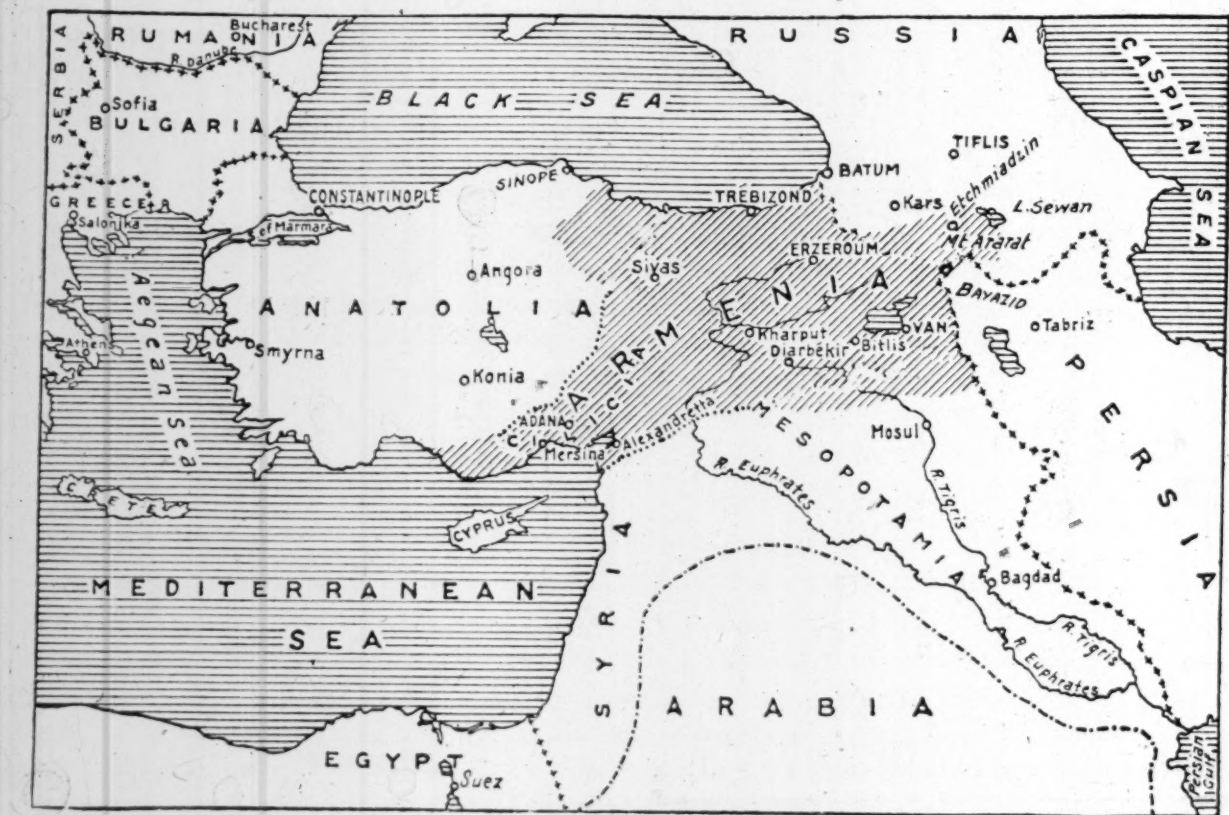 SERBIA
RUMANIA
Bucharest
R. Danube
RUSSIA
CASPIAN SEA
Sofia
BULGARIA
BLACK SEA
TIFLIS
Etchmiadzin
BATUM
SINOPE
GREECE
Salonika
CONSTANTINOPLE
of Marmara
TREBIZOND
Kars
L. Sewan
Mt Ararat
ERZEROUM
Angora
Sivas
BAYAZID
Aegean Sea
ANATOLIA
ARMENIA
Athens
Smyrna
Kharput
Diarbékir
Bitlis
VAN
Tabriz
PERSIA
Konia
CILICIA
ADANA
Mersina
Alexandretta
MESOPOTAMIA
Mosul
R. Euphrates
R. Tigris
CRETE
CYPRUS
MEDITERRANEAN
SEA
SYRIA
Bagdad
R. Tigris
R. Euphrates
ARABIA
EGYPT
Suez
Persian
Gulf